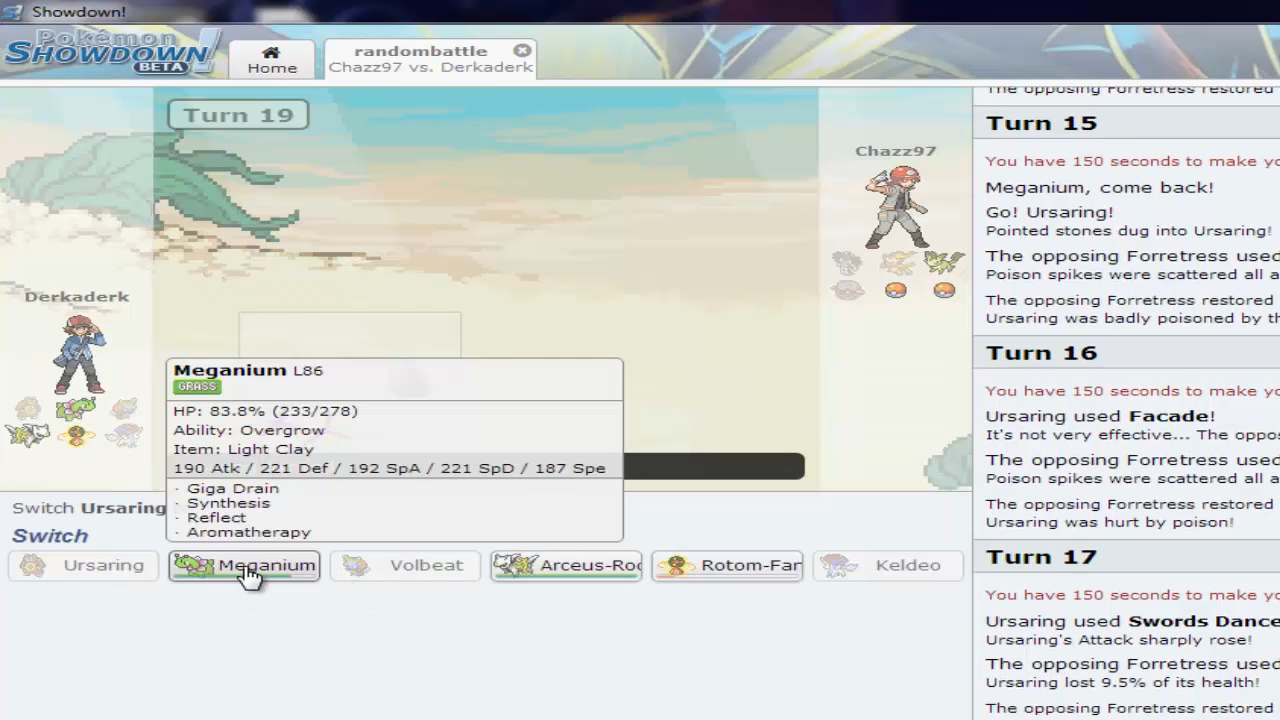 Showdown!
Pokémon
SHOWDOWN!
BETA
Home
randombattle
Chazz97 vs. Derkaderk
Turn 19
Chazz97
Derkaderk
Meganium L86
GRASS
HP: 83.8% (233/278)
Ability: Overgrow
Item: Light Clay
190 Atk / 221 Def / 192 SpA / 221 SpD / 187 Spe
· Giga Drain
· Synthesis
· Reflect
· Aromatherapy
Switch Ursaring
Switch
Ursaring
Meganium
Volbeat
Arceus-Roc
Rotom-Far
Keldeo
The opposing Forretress restored
Turn 15
You have 150 seconds to make yo
Meganium, come back!
Go! Ursaring!
Pointed stones dug into Ursaring!
The opposing Forretress used
Poison spikes were scattered all a
The opposing Forretress restored
Ursaring was badly poisoned by th
Turn 16
You have 150 seconds to make yo
Ursaring used Facade!
It's not very effective... The oppos
The opposing Forretress used
Poison spikes were scattered all a
The opposing Forretress restored
Ursaring was hurt by poison!
Turn 17
You have 150 seconds to make yo
Ursaring used Swords Dance
Ursaring's Attack sharply rose!
The opposing Forretress used
Ursaring lost 9.5% of its health!
The opposing Forretress restored